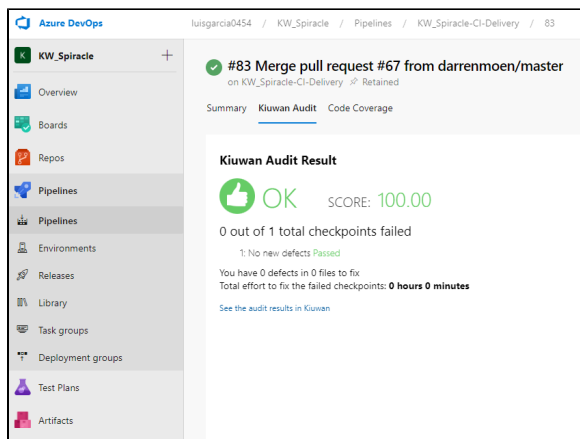 Azure DevOps
luisgarcia0454 / KW_Spiracle / Pipelines / KW_Spiracle-CI-Delivery / 83
K KW_Spiracle +
#83 Merge pull request #67 from darrenmoen/master
on KW_Spiracle-CI-Delivery Retained
Overview
Summary Kiuwan Audit Code Coverage
Boards
Repos
Kiuwan Audit Result
Pipelines
OK SCORE: 100.00
Pipelines
0 out of 1 total checkpoints failed
Environments
1: No new defects Passed
Releases
You have 0 defects in 0 files to fix
Total effort to fix the failed checkpoints: 0 hours 0 minutes
Library
See the audit results in Kiuwan
Task groups
Deployment groups
Test Plans
Artifacts